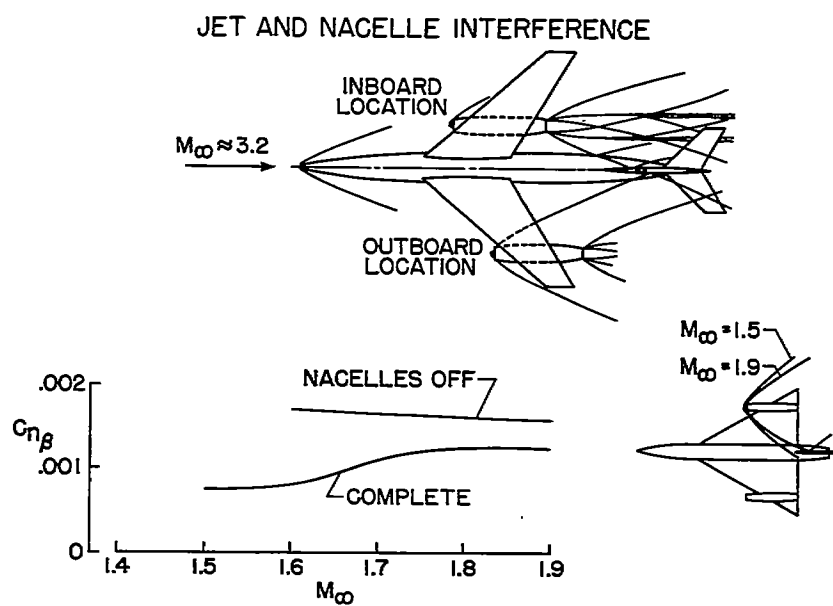 JET AND NACELLE INTERFERENCE
INBOARD
LOCATION
M∞≈3.2
OUTBOARD
LOCATION
M∞=1.5
M∞=1.9
.002
NACELLES OFF
Cnβ
.001
COMPLETE
0
1.4 1.5 1.6 1.7 1.8 1.9
M∞